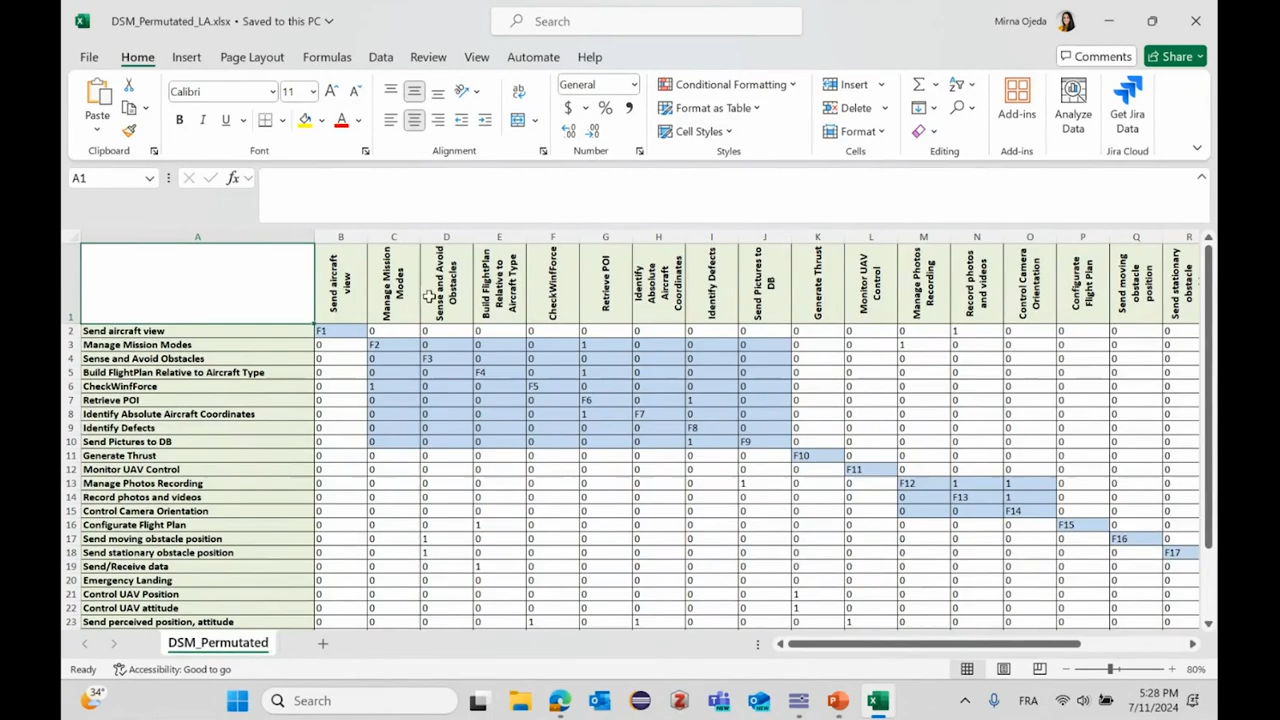 DSM_Permutated_LA.xlsx • Saved to this PC
Search
Mirna Ojeda
File Home Insert Page Layout Formulas Data Review View Automate Help
Comments
Share
Paste
Calibri 11
General
Conditional Formatting
Format as Table
Cell Styles
Insert
Delete
Format
Add-ins
Analyze Data
Get Jira Data
Clipboard Font Alignment Number Styles Cells Editing Add-ins Jira Cloud
A1
fx
A B C D E F G H I J K L M N O P Q R
1 Send aircraft view Manage Mission Modes Sense and Avoid Obstacles Build FlightPlan Relative to Aircraft Type CheckWinfForce Retrieve POI Identify Absolute Aircraft Coordinates Identify Defects Send Pictures to DB Generate Thrust Monitor UAV Control Manage Photos Recording Record photos and videos Control Camera Orientation Configurate Flight Plan Send moving obstacle position Send stationary obstacle
2 Send aircraft view F1 0 0 0 0 0 0 0 0 0 0 0 1 0 0 0 0
3 Manage Mission Modes 0 F2 0 0 0 1 0 0 0 0 0 1 0 0 0 0 0
4 Sense and Avoid Obstacles 0 0 F3 0 0 0 0 0 0 0 0 0 0 0 0 0 0
5 Build FlightPlan Relative to Aircraft Type 0 0 0 F4 0 1 0 0 0 0 0 0 0 0 0 0 0
6 CheckWinfForce 0 1 0 0 F5 0 0 0 0 0 0 0 0 0 0 0 0
7 Retrieve POI 0 0 0 0 0 F6 0 1 0 0 0 0 0 0 0 0 0
8 Identify Absolute Aircraft Coordinates 0 0 0 0 0 1 F7 0 0 0 0 0 0 0 0 0 0
9 Identify Defects 0 0 0 0 0 0 0 F8 0 0 0 0 0 0 0 0 0
10 Send Pictures to DB 0 0 0 0 0 0 0 1 F9 0 0 0 0 0 0 0 0
11 Generate Thrust 0 0 0 0 0 0 0 0 0 F10 0 0 0 0 0 0 0
12 Monitor UAV Control 0 0 0 0 0 0 0 0 0 0 F11 0 0 0 0 0 0
13 Manage Photos Recording 0 0 0 0 0 0 0 0 1 0 0 F12 1 1 0 0 0
14 Record photos and videos 0 0 0 0 0 0 0 0 0 0 0 0 F13 1 0 0 0
15 Control Camera Orientation 0 0 0 0 0 0 0 0 0 0 0 0 0 F14 0 0 0
16 Configurate Flight Plan 0 0 0 1 0 0 0 0 0 0 0 0 0 0 F15 0 0
17 Send moving obstacle position 0 0 1 0 0 0 0 0 0 0 0 0 0 0 0 F16 0
18 Send stationary obstacle position 0 0 1 0 0 0 0 0 0 0 0 0 0 0 0 0 F17
19 Send/Receive data 0 0 0 1 0 0 0 0 0 0 0 0 0 0 0 0 0
20 Emergency Landing 0 0 0 0 0 0 0 0 0 0 0 0 0 0 0 0 0
21 Control UAV Position 0 0 0 0 0 0 0 0 0 1 0 0 0 0 0 0 0
22 Control UAV attitude 0 0 0 0 0 0 0 0 0 1 0 0 0 0 0 0 0
23 Send perceived position, attitude 0 0 0 0 1 0 1 0 0 0 1 0 0 0 0 0 0
DSM_Permutated
Ready Accessibility: Good to go 80%
34°
Search
FRA
5:28 PM
7/11/2024